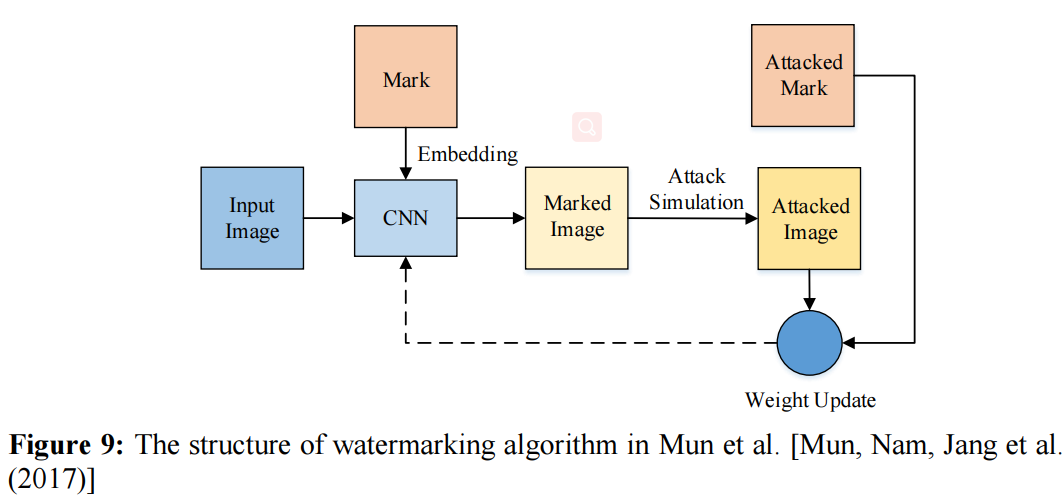 Mark
Attacked
Mark
Embedding
Input
Image
CNN
Marked
Image
Attack
Simulation
Attacked
Image
Weight Update
Figure 9: The structure of watermarking algorithm in Mun et al. [Mun, Nam, Jang et al.
(2017)]